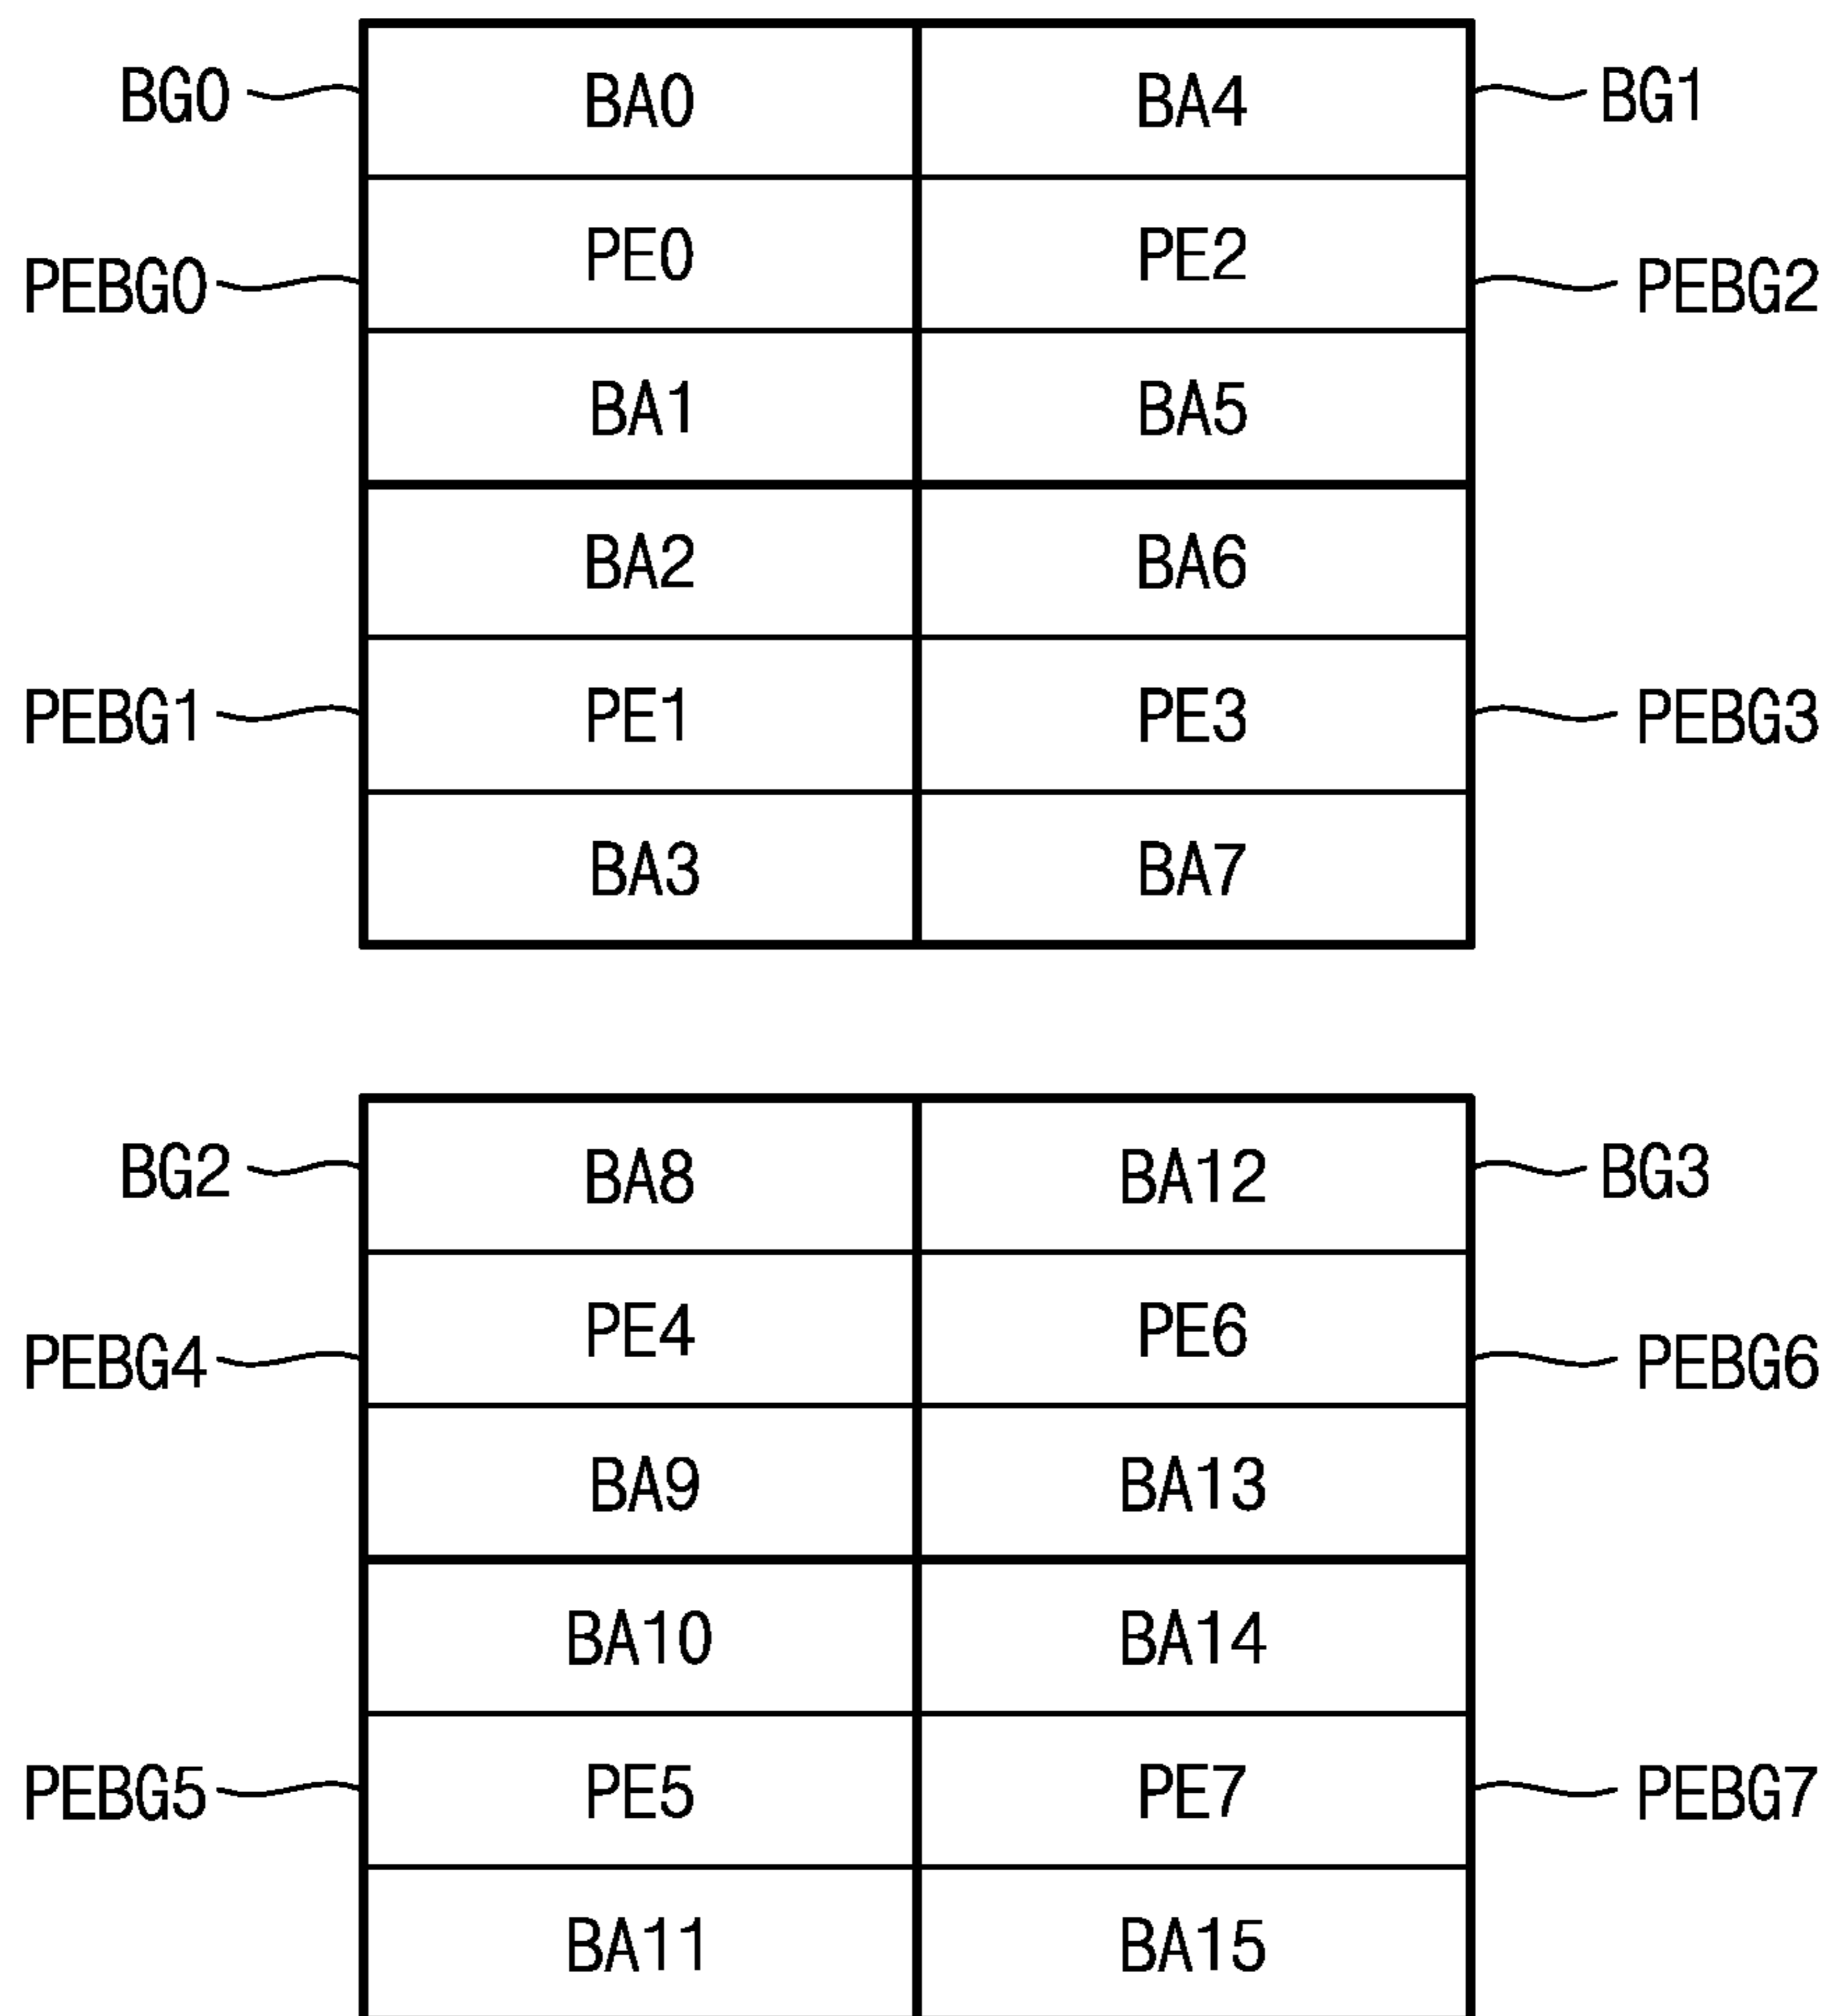 BG0 BA0 BA4 BG1
PE0 PE2
PEBG0 PEBG2
BA1 BA5
BA2 BA6
PEBG1 PE1 PE3 PEBG3
BA3 BA7
BG2 BA8 BA12 BG3
PE4 PE6
PEBG4 PEBG6
BA9 BA13
BA10 BA14
PEBG5 PE5 PE7 PEBG7
BA11 BA15